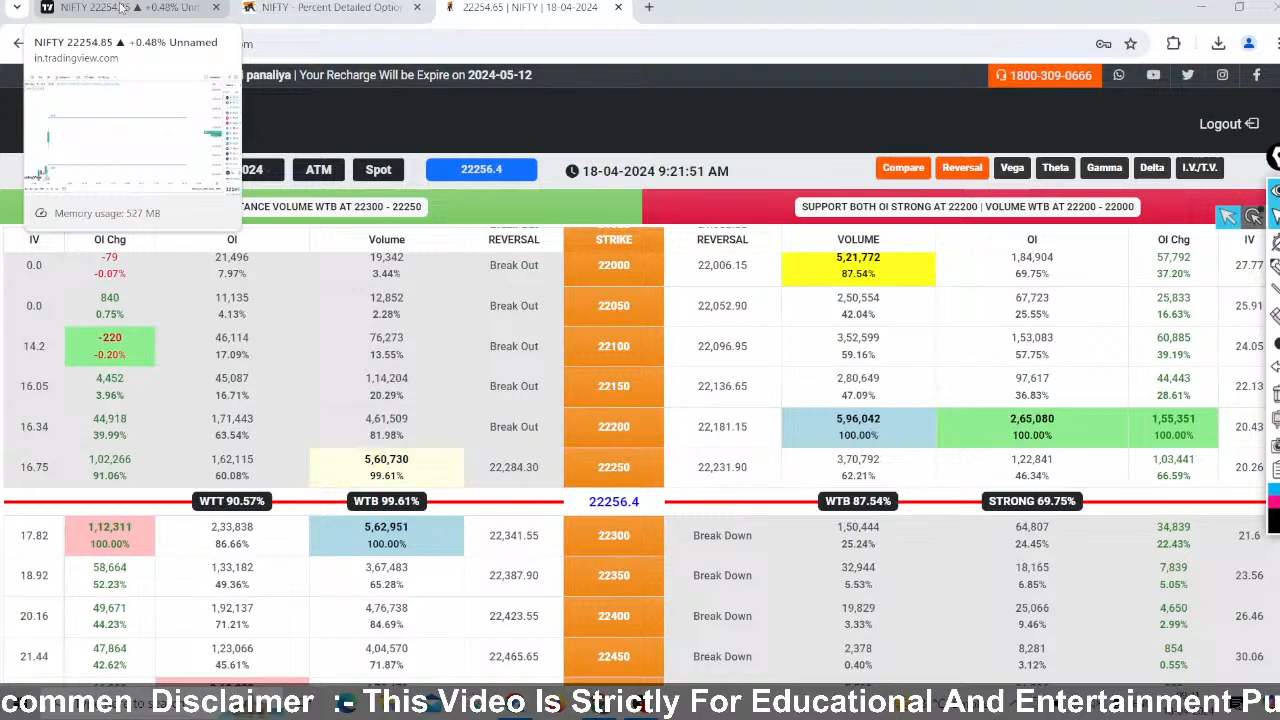 22254.85 ▲ +0.48% Unn
NIFTY - Percent Detailed Option
22254.65 | NIFTY | 18-04-2024
NIFTY 22254.85 ▲ +0.48% Unnamed
in.tradingview.com
Memory usage: 527 MB
om
panaliya | Your Recharge Will be Expire on
1800-309-0666
Logout
024 ATM Spot 22256.4 18-04-2024 9:21:51 AM Compare Reversal Vega Theta Gamma Delta I.V./T.V.
TANCE VOLUME WTB AT 22300 - 22250
SUPPORT BOTH OI STRONG AT 22200 | VOLUME WTB AT 22200 - 22000
IV OI Chg OI Volume REVERSAL STRIKE REVERSAL VOLUME OI OI Chg IV
-79 21,496 19,342 5,21,772 1,84,904 57,792
0.0 Break Out 22000 22,006.15 27.77
-0.07% 7.97% 3.44% 87.54% 69.75% 37.20%
840 11,135 12,852 2,50,554 67,723 25,833
0.0 Break Out 22050 22,052.90 25.91
0.75% 4.13% 2.28% 42.04% 25.55% 16.63%
-220 46,114 76,273 3,52,599 1,53,083 60,885
14.2 Break Out 22100 22,096.95 24.05
-0.20% 17.09% 13.55% 59.16% 57.75% 39.19%
4,452 45,087 1,14,204 2,80,649 97,617 44,443
16.05 Break Out 22150 22,136.65 22.13
3.96% 16.71% 20.29% 47.09% 36.83% 28.61%
44,918 1,71,443 4,61,509 5,96,042 2,65,080 1,55,351
16.34 Break Out 22200 22,181.15 20.43
39.99% 63.54% 81.98% 100.00% 100.00% 100.00%
1,02,266 1,62,115 5,60,730 3,70,792 1,22,841 1,03,441
16.75 22,284.30 22250 22,231.90 20.26
91.06% 60.08% 99.61% 62.21% 46.34% 66.59%
WTT 90.57% WTB 99.61% 22256.4 WTB 87.54% STRONG 69.75%
1,12,311 2,33,838 5,62,951 1,50,444 64,807 34,839
17.82 22,341.55 22300 Break Down 21.6
100.00% 86.66% 100.00% 25.24% 24.45% 22.43%
58,664 1,33,182 3,67,483 32,944 18,163 7,839
18.92 22,387.90 22350 Break Down 23.56
52.23% 49.36% 65.28% 5.53% 6.85% 5.05%
49,671 1,92,137 4,76,738 19,829 4,650
20.16 22,423.55 22400 Break Down 26.46
44.23% 71.21% 84.69% 3.33% 9.46% 2.99%
47,864 1,23,066 4,04,570 2,378 8,281 854
21.44 22,465.65 22450 Break Down 30.06
42.62% 45.61% 71.87% 0.40% 3.12% 0.55%
commen Disclaimer :- This Video Is Strictly For Educational And Entertainment Pu